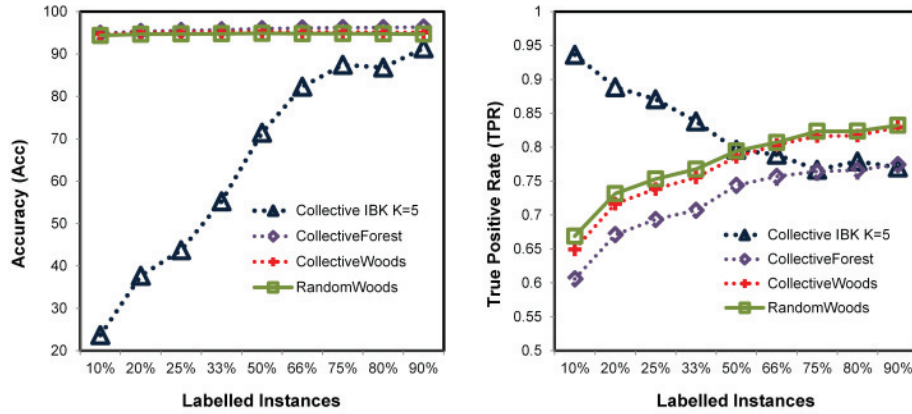 100
90
80
70
60
50
40
30
20
Accuracy (Acc)
10% 20% 25% 33% 50% 66% 75% 80% 90%
Labelled Instances
Collective IBK K=5
CollectiveForest
CollectiveWoods
RandomWoods
1
0.95
0.9
0.85
0.8
0.75
0.7
0.65
0.6
0.55
0.5
True Positive Rate (TPR)
10% 20% 25% 33% 50% 66% 75% 80% 90%
Labelled Instances
Collective IBK K=5
CollectiveForest
CollectiveWoods
RandomWoods